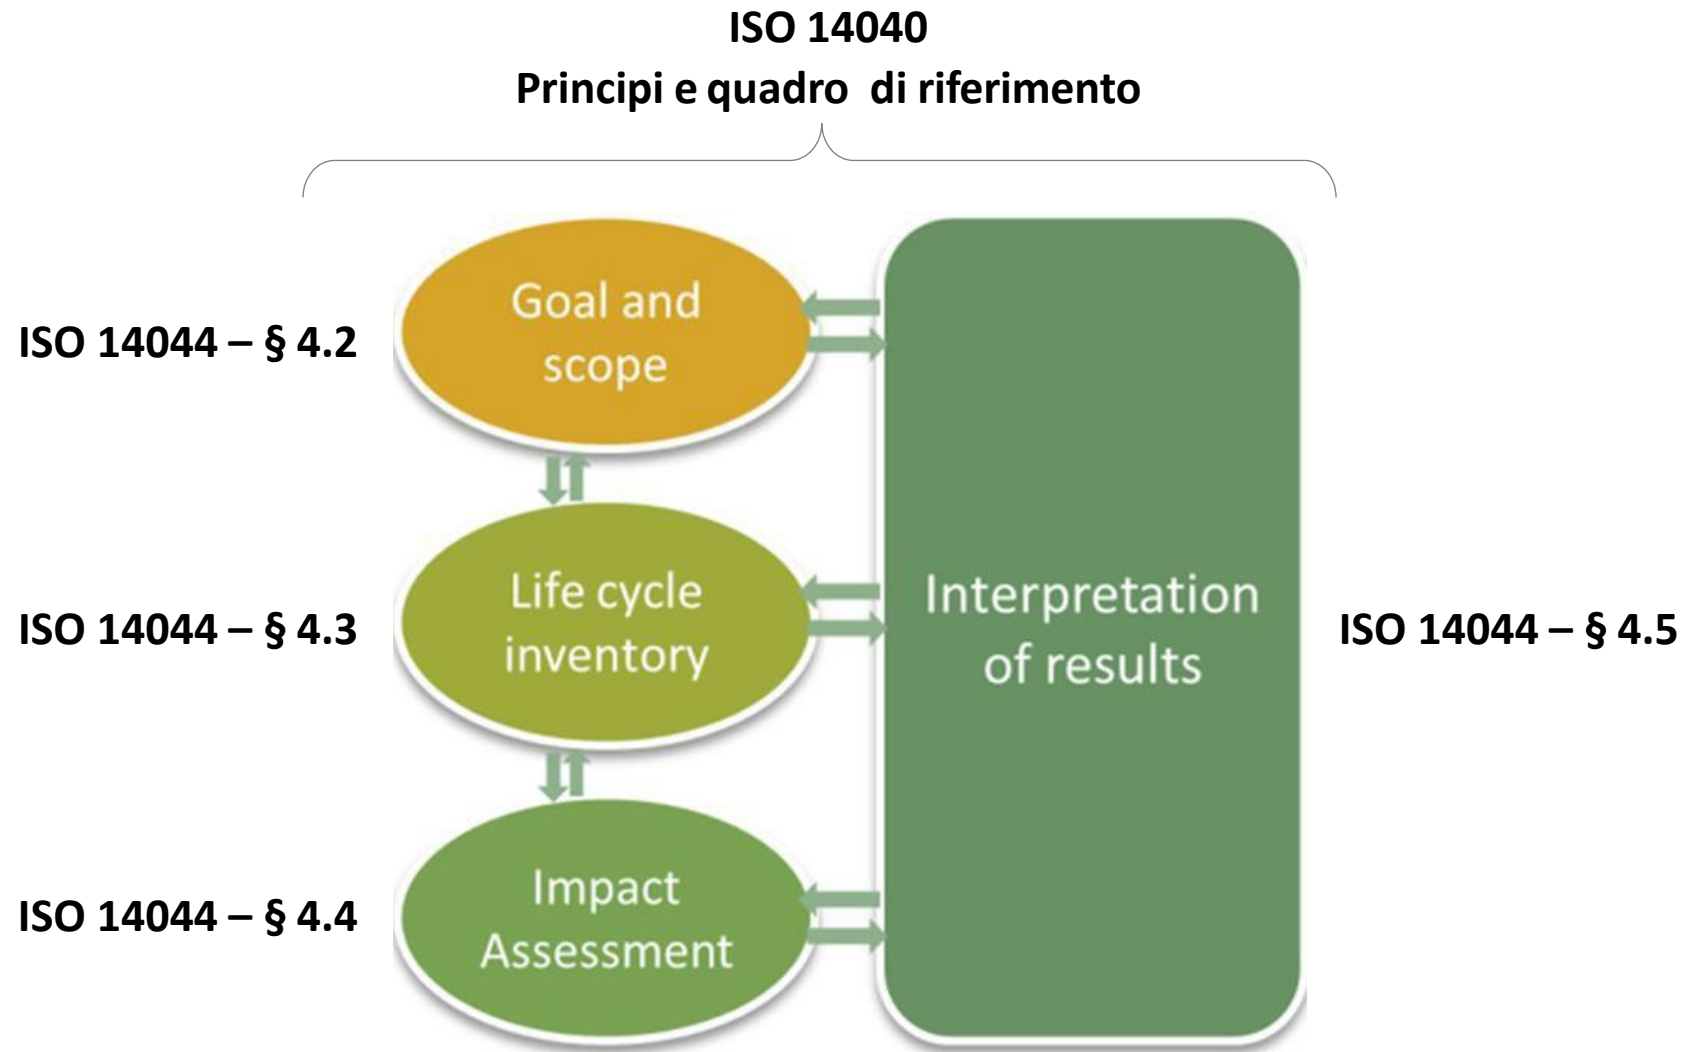 ISO 14040
Principi e quadro di riferimento
ISO 14044 – § 4.2
Goal and
scope
ISO 14044 – § 4.3
Life cycle
inventory
Interpretation
of results
ISO 14044 – § 4.5
ISO 14044 – § 4.4
Impact
Assessment